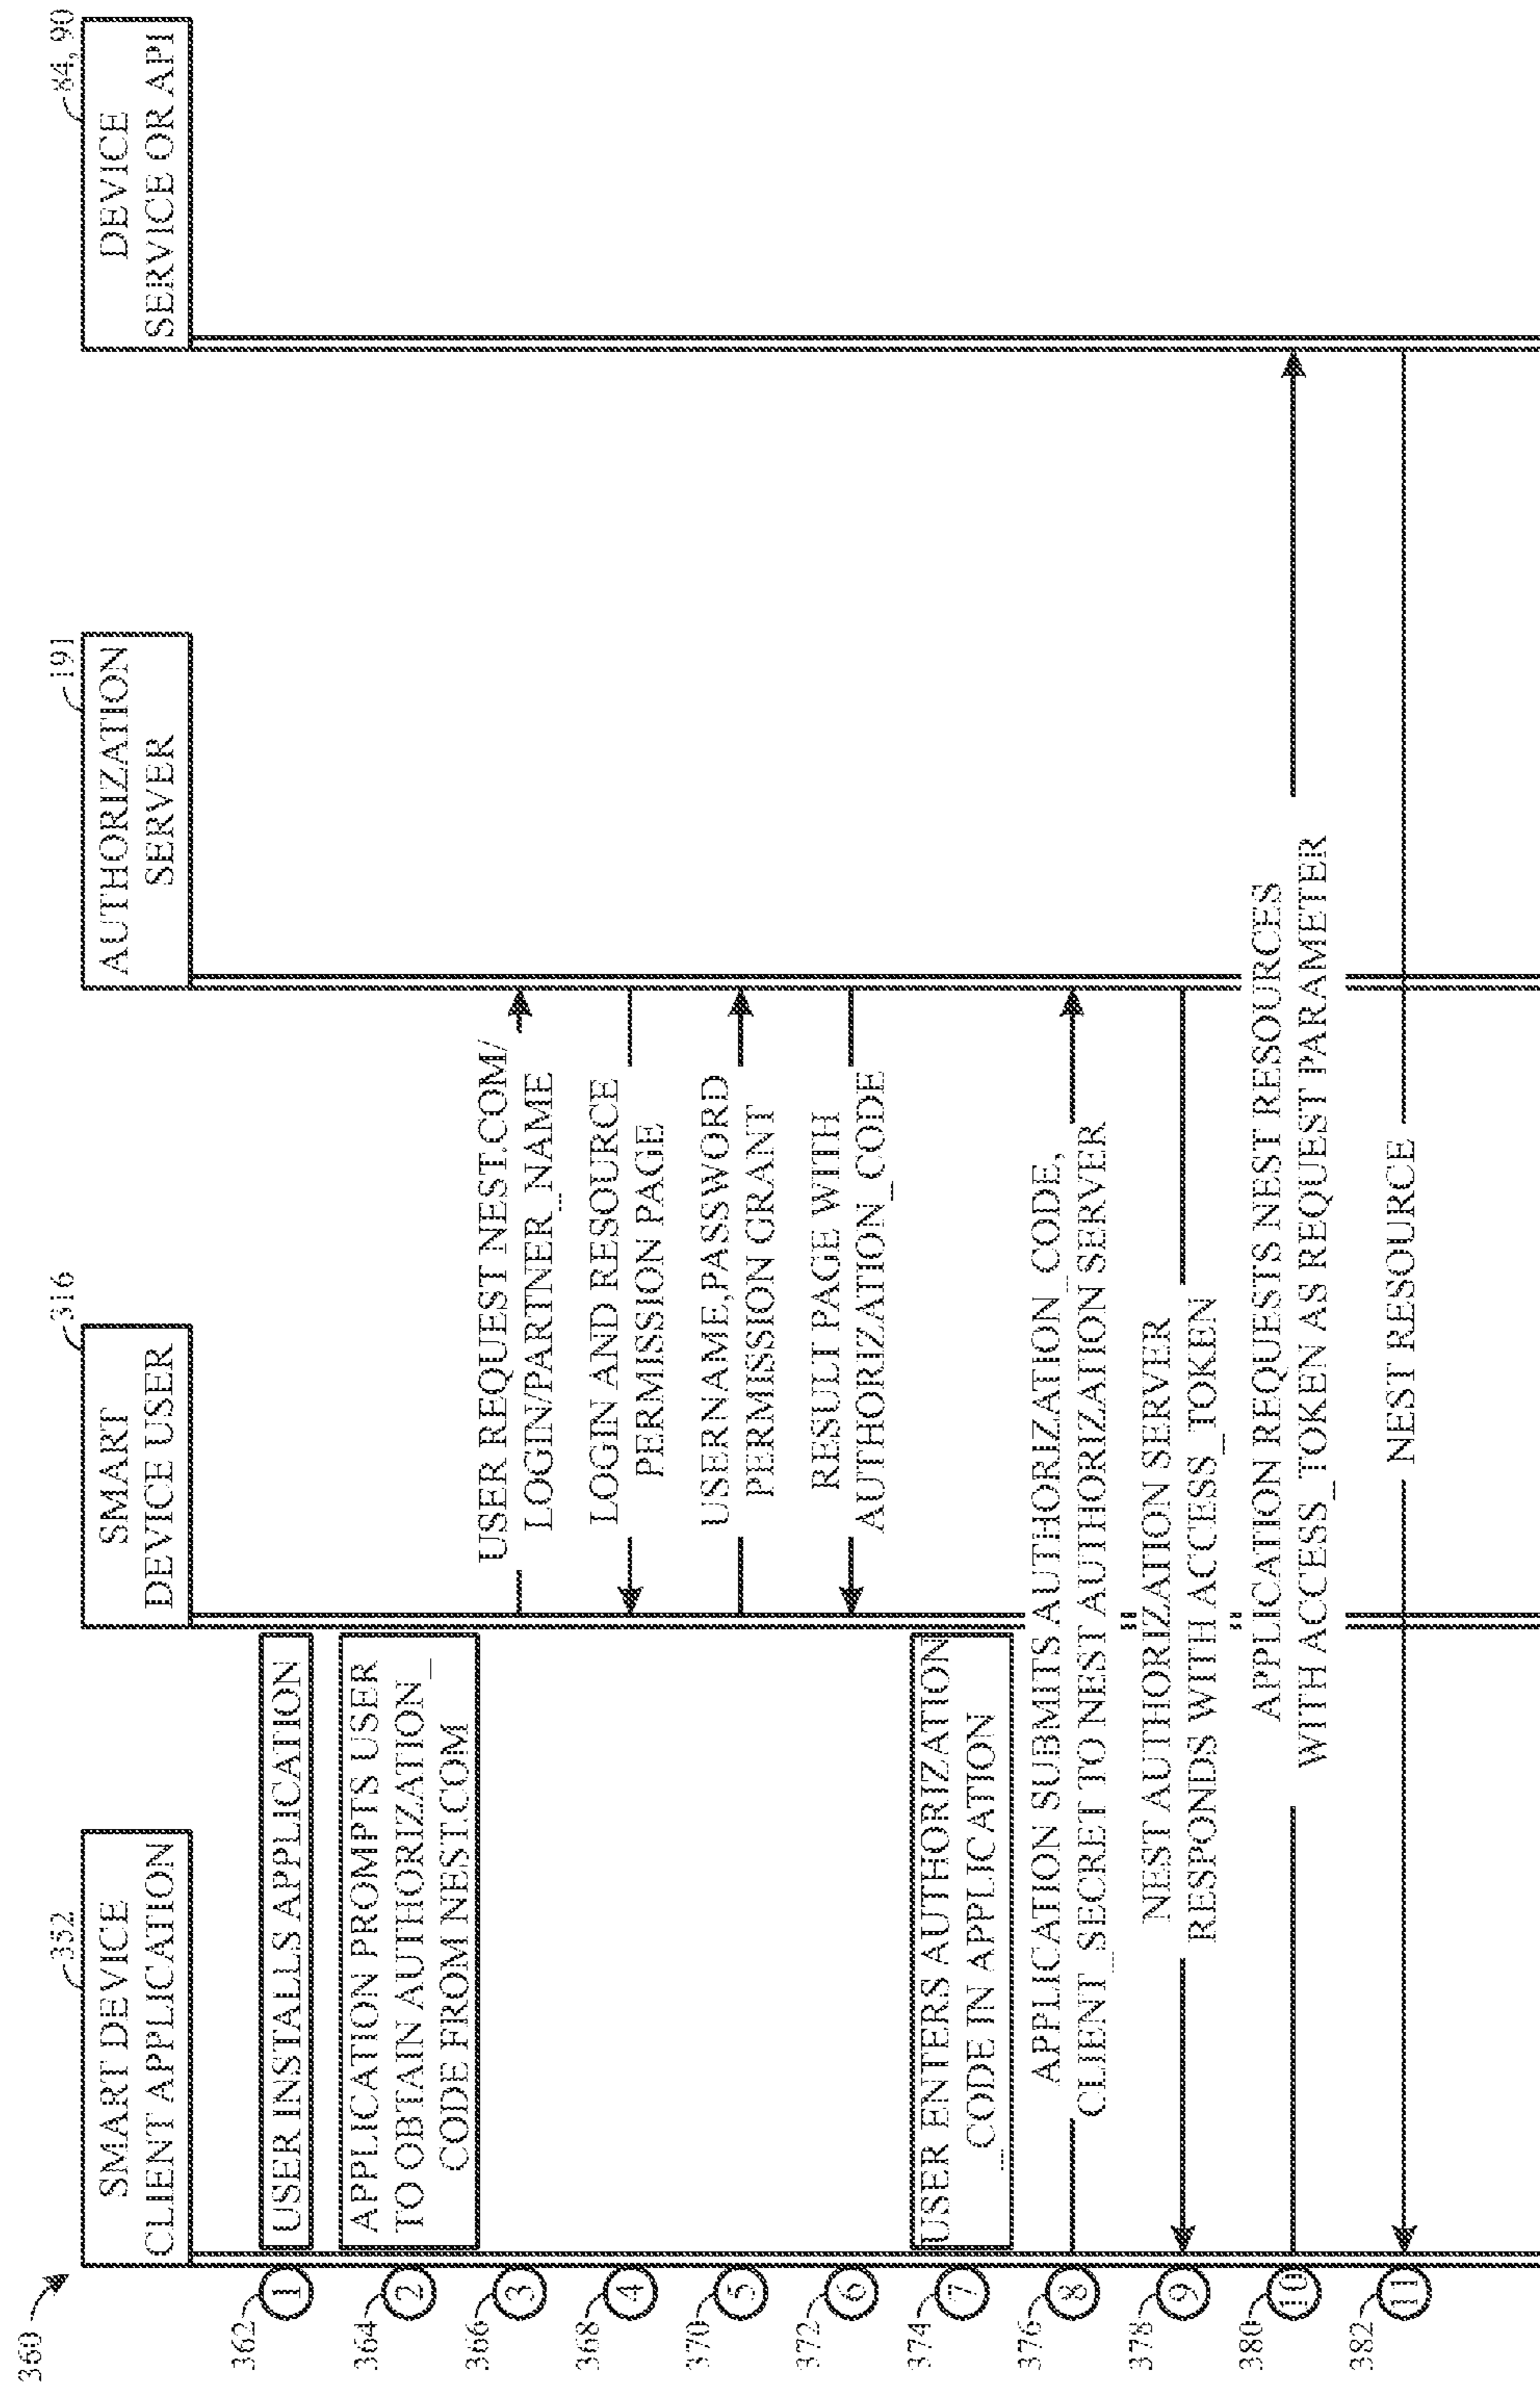 360
352
SMART DEVICE
CLIENT APPLICATION
316
SMART
DEVICE USER
191
AUTHORIZATION
SERVER
84, 90
DEVICE
SERVICE OR API
362
1
USER INSTALLS APPLICATION
364
2
APPLICATION PROMPTS USER
TO OBTAIN AUTHORIZATION_
CODE FROM NEST.COM
366
3
USER REQUEST NEST.COM/
LOGIN/PARTNER_NAME
368
4
LOGIN AND RESOURCE
PERMISSION PAGE
370
5
USERNAME,PASSWORD
PERMISSION GRANT
372
6
RESULT PAGE WITH
AUTHORIZATION_CODE
374
7
USER ENTERS AUTHORIZATION
_CODE IN APPLICATION
376
8
APPLICATION SUBMITS AUTHORIZATION_CODE,
CLIENT_SECRET TO NEST AUTHORIZATION SERVER
378
9
NEST AUTHORIZATION SERVER
RESPONDS WITH ACCESS_TOKEN
380
10
APPLICATION REQUESTS NEST RESOURCES
WITH ACCESS_TOKEN AS REQUEST PARAMETER
382
11
NEST RESOURCE